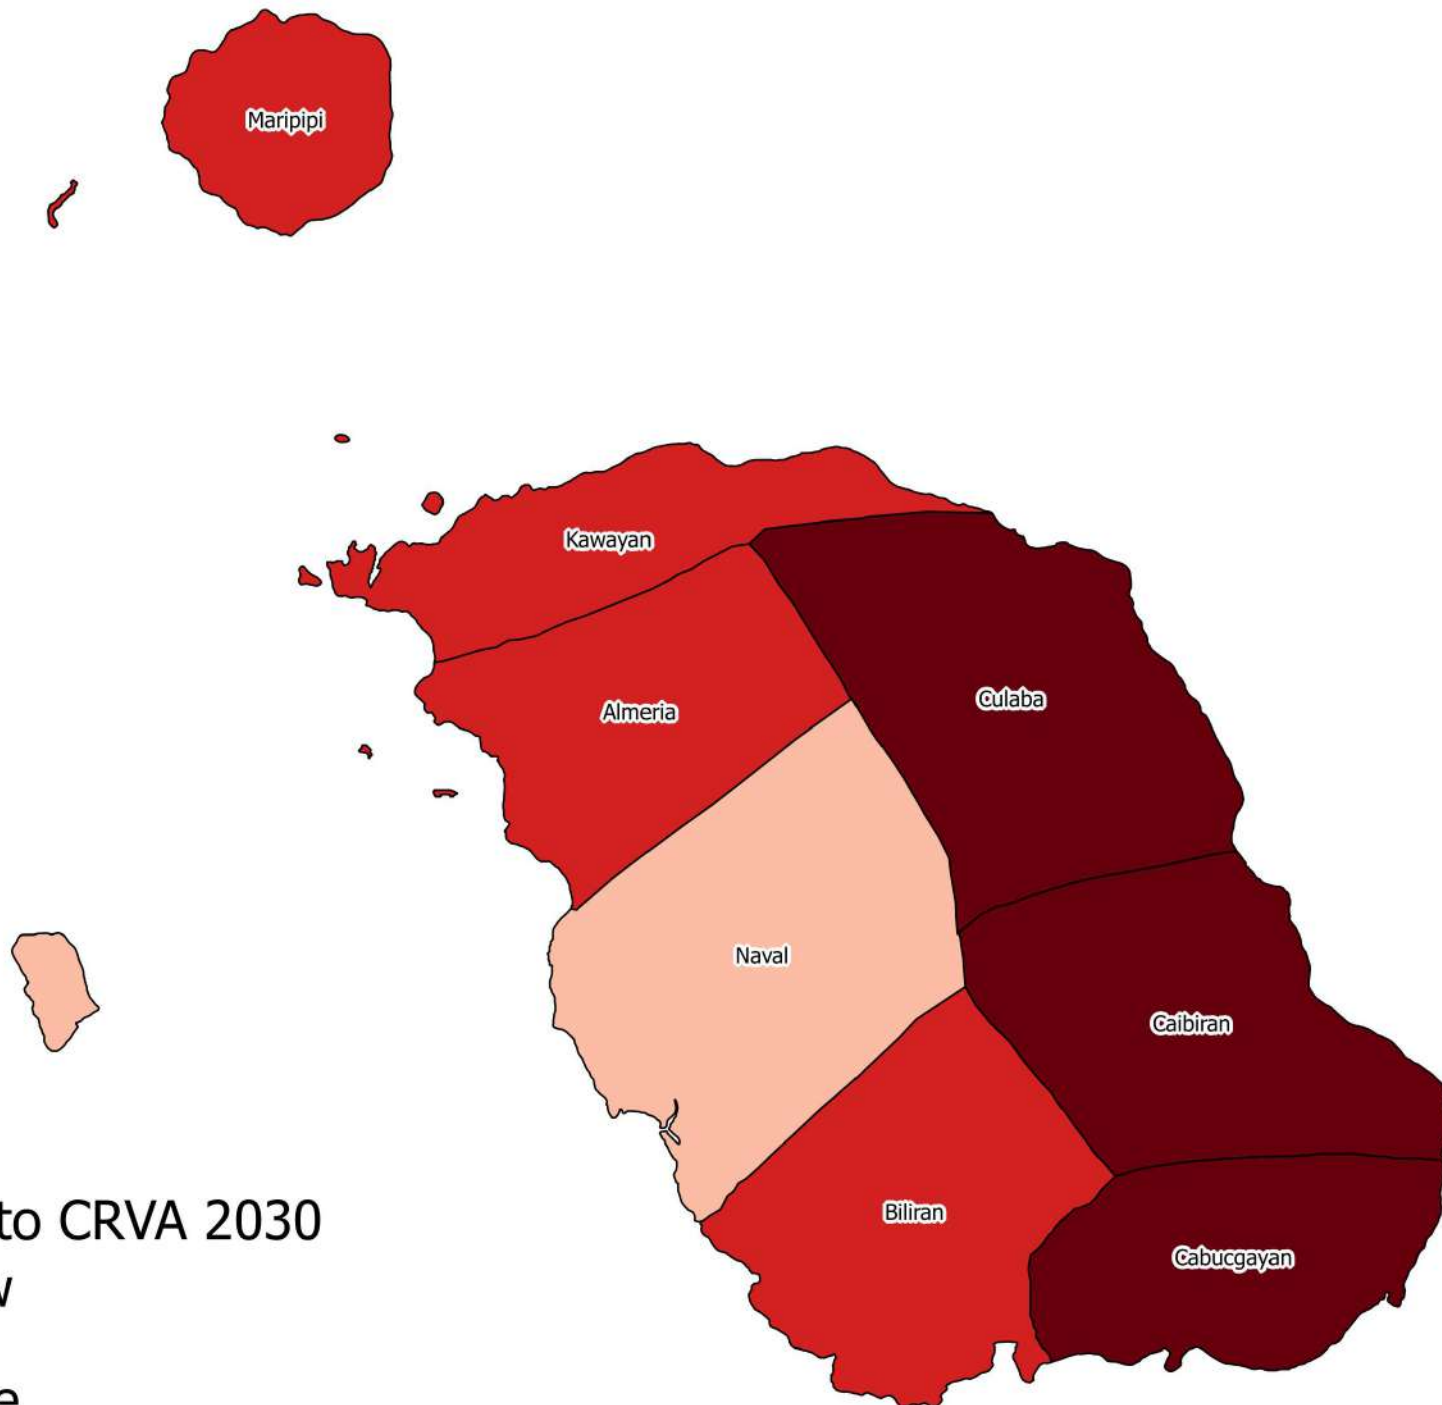 Maripipi
Kawayan
Almeria
Culaba
Naval
Caibiran
Biliran
Cabucgayan
to CRVA 2030